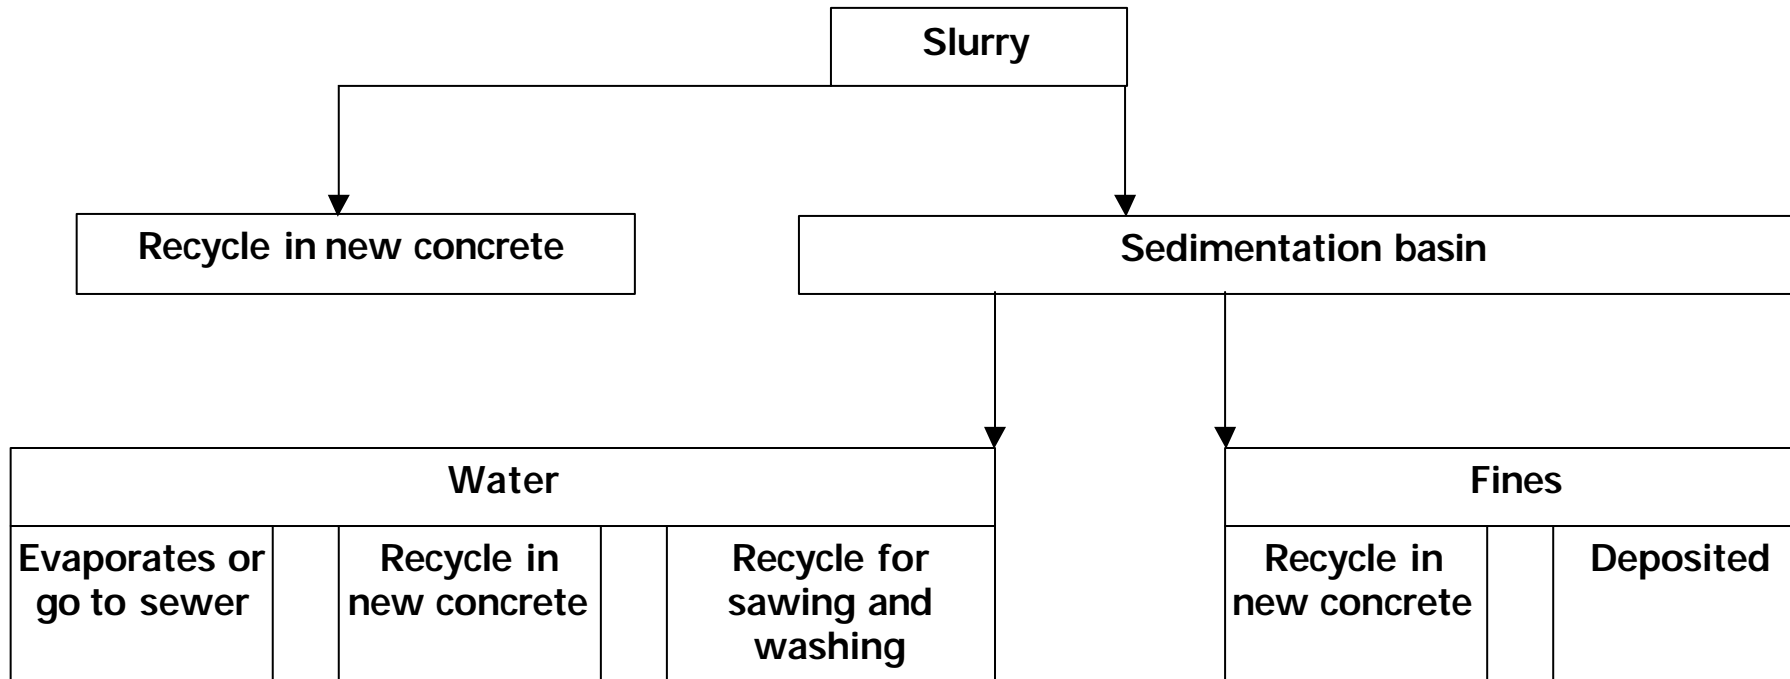 Slurry
Recycle in new concrete
Sedimentation basin
Water
Fines
Evaporates or
go to sewer
Recycle in
new concrete
Recycle for
sawing and
washing
Recycle in
new concrete
Deposited